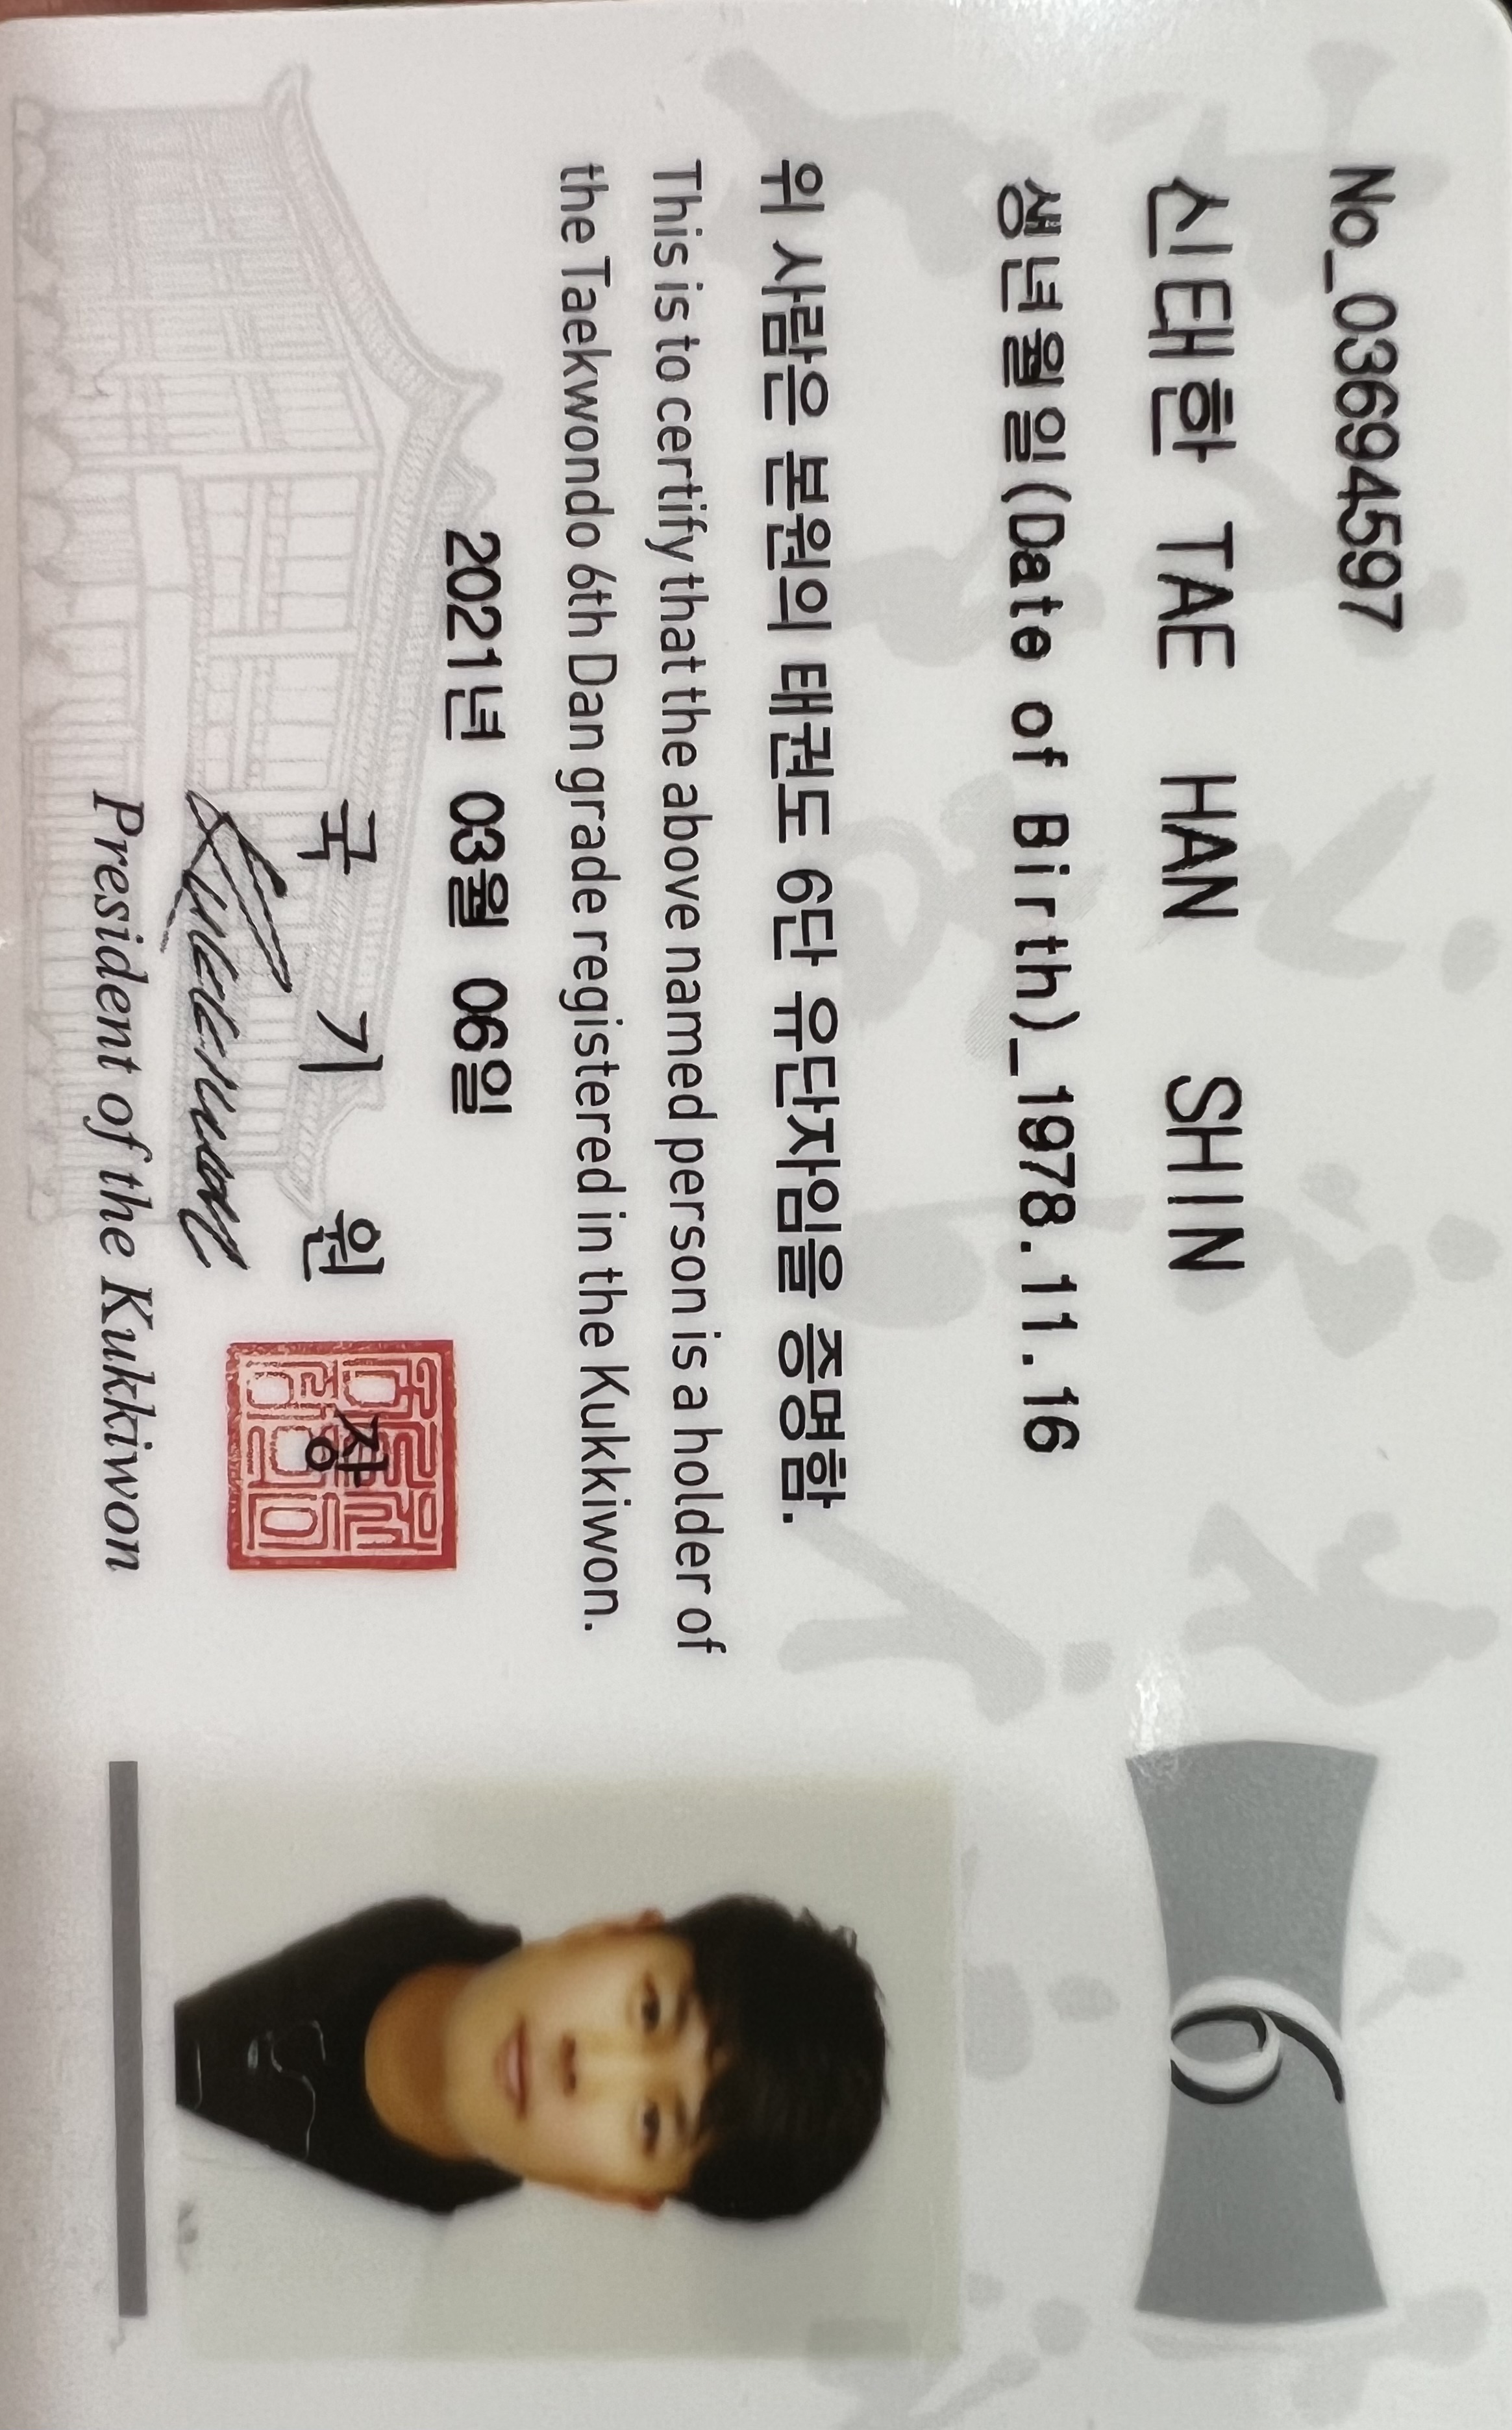 No_03694597
신태한 TAE HAN SHIN
생년월일(Date of Birth)_1978.11.16
위 사람은 본원의 태권도 6단 유단자임을 증명함.
This is to certify that the above named person is a holder of
the Taekwondo 6th Dan grade registered in the Kukkiwon.
2021년 03월 06일
국 기 원 장
President of the Kukkiwon
6